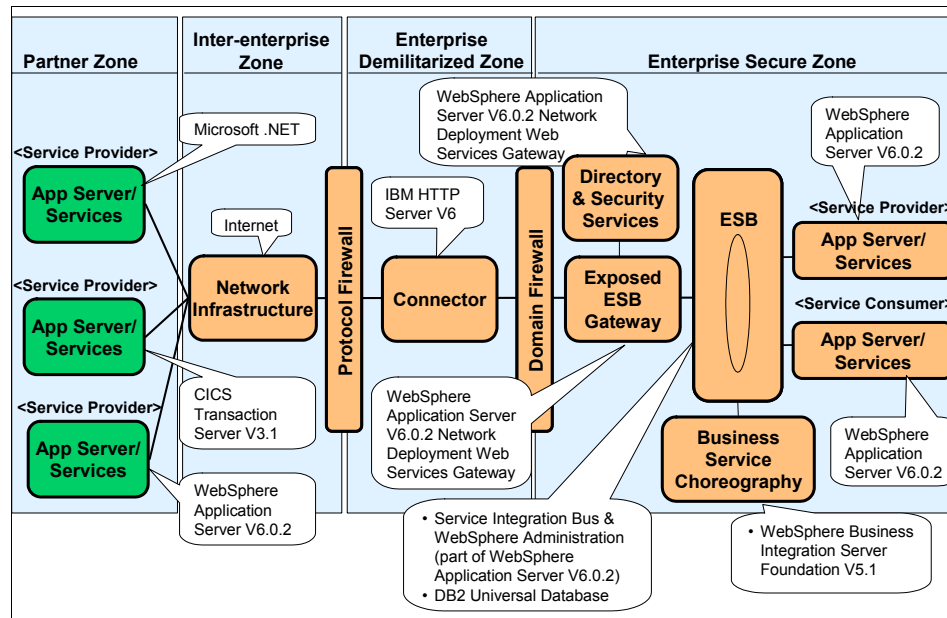 Partner Zone
Inter-enterprise
Zone
Enterprise
Demilitarized Zone
Enterprise Secure Zone
Microsoft .NET
<Service Provider>
App Server/
Services
<Service Provider>
App Server/
Services
CICS
Transaction
Server V3.1
<Service Provider>
App Server/
Services
WebSphere
Application
Server V6.0.2
Internet
Network
Infrastructure
Protocol Firewall
IBM HTTP
Server V6
Connector
Domain Firewall
WebSphere Application
Server V6.0.2 Network
Deployment Web
Services Gateway
Directory
& Security
Services
Exposed
ESB
Gateway
WebSphere
Application Server
V6.0.2 Network
Deployment Web
Services Gateway
ESB
• Service Integration Bus &
WebSphere Administration
(part of WebSphere
Application Server V6.0.2)
• DB2 Universal Database
WebSphere
Application
Server V6.0.2
<Service Provider>
App Server/
Services
<Service Consumer>
App Server/
Services
WebSphere
Application
Server V6.0.2
Business
Service
Choreography
• WebSphere Business
Integration Server
Foundation V5.1